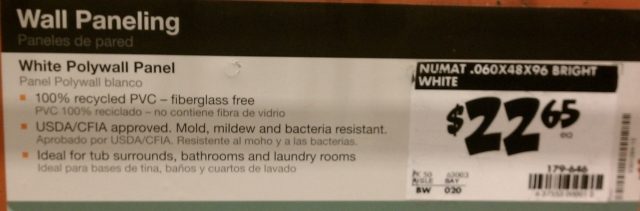 Wall Paneling
Paneles de pared
White Polywall Panel
Panel Polywall blanco
100% recycled PVC – fiberglass free
PVC 100% reciclado – no contiene fibra de vidrio
USDA/CFIA approved. Mold, mildew and bacteria resistant.
Aprobado por USDA/CFIA. Resistente al moho y a las bacterias.
Ideal for tub surrounds, bathrooms and laundry rooms
Ideal para bases de tina, baños y cuartos de lavado
NUMAT .060X48X96 BRIGHT
WHITE
$22.65
179-646
AISLE BAY
BW 020